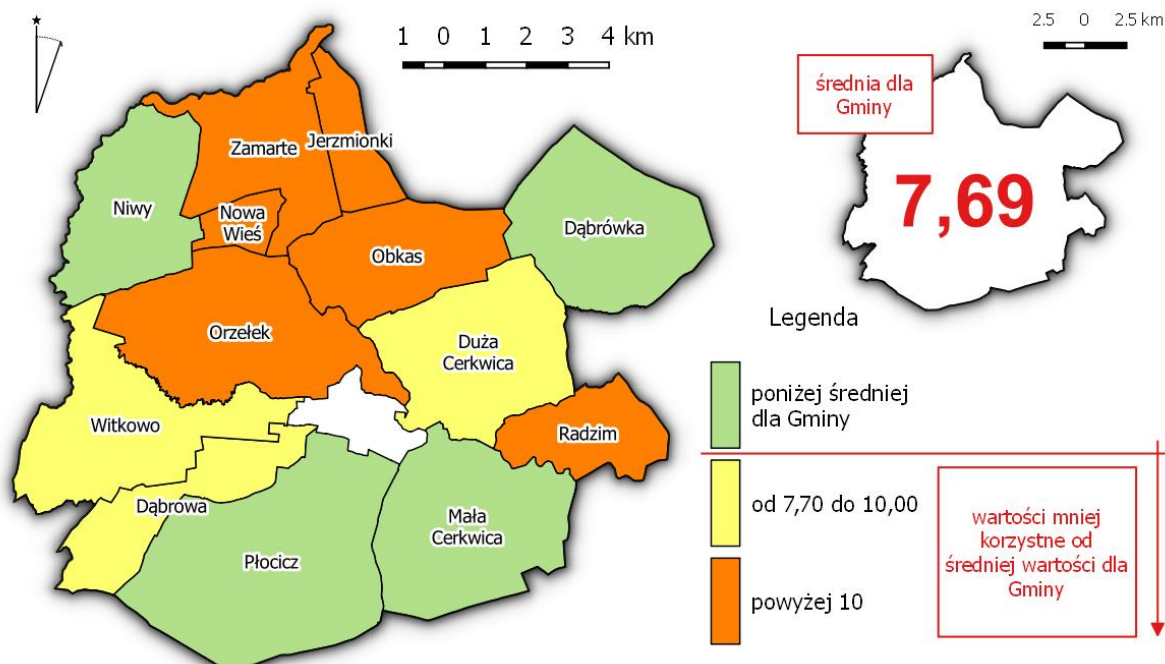 1 0 1 2 3 4 km
2.5 0 2.5 km
średnia dla
Gminy
7,69
Zamarte
Jerzmionki
Niwy
Nowa
Wieś
Dąbrówka
Obkas
Orzełek
Duża
Cerkwica
Witkowo
Radzim
Dąbrowa
Mała
Cerkwica
Płocicz
Legenda
poniżej średniej
dla Gminy
od 7,70 do 10,00
powyżej 10
wartości mniej
korzystne od
średniej wartości dla
Gminy